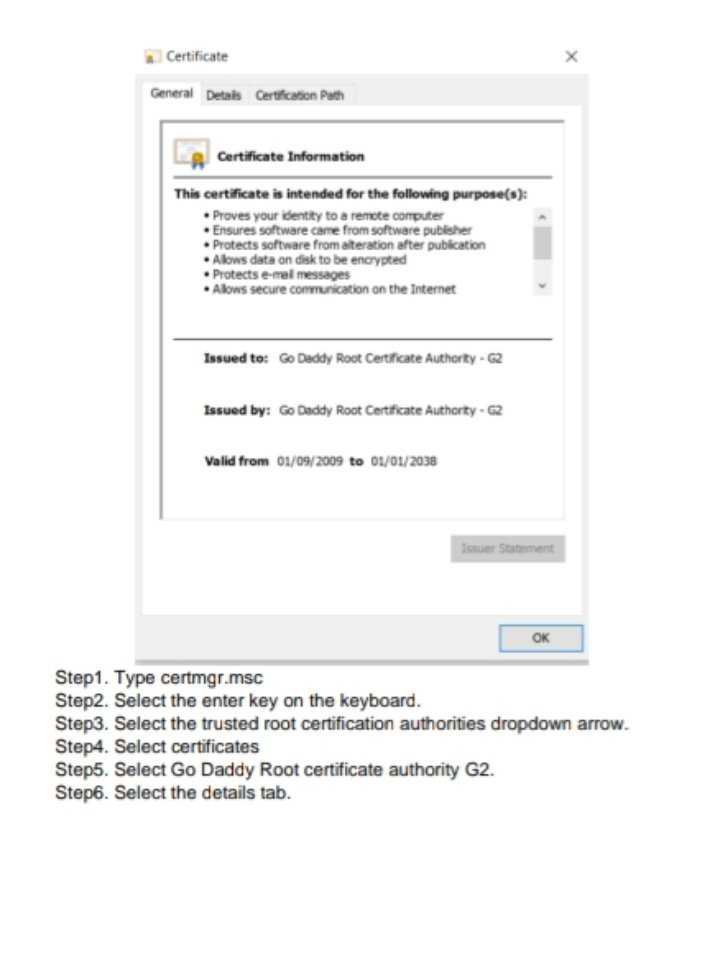 Certificate
General Details Certification Path
Certificate Information
This certificate is intended for the following purpose(s):
• Proves your identity to a remote computer
• Ensures software came from software publisher
• Protects software from alteration after publication
• Allows data on disk to be encrypted
• Protects e-mail messages
• Allows secure communication on the Internet
Issued to: Go Daddy Root Certificate Authority - G2
Issued by: Go Daddy Root Certificate Authority - G2
Valid from 01/09/2009 to 01/01/2038
Issuer Statement
OK
Step1. Type certmgr.msc
Step2. Select the enter key on the keyboard.
Step3. Select the trusted root certification authorities dropdown arrow.
Step4. Select certificates
Step5. Select Go Daddy Root certificate authority G2.
Step6. Select the details tab.